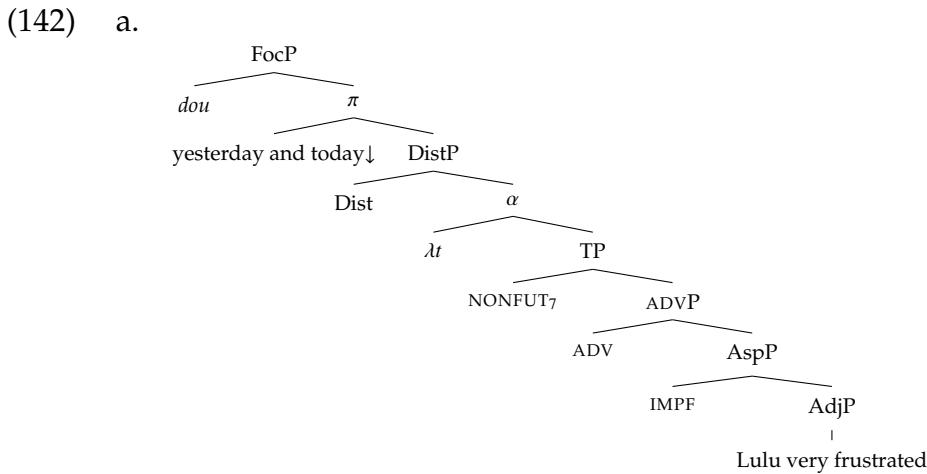 (142) a.
FocP
dou π
yesterday and today↓ DistP
Dist α
λt TP
NONFUT₇ ADVP
ADV AspP
IMPF AdjP
Lulu very frustrated